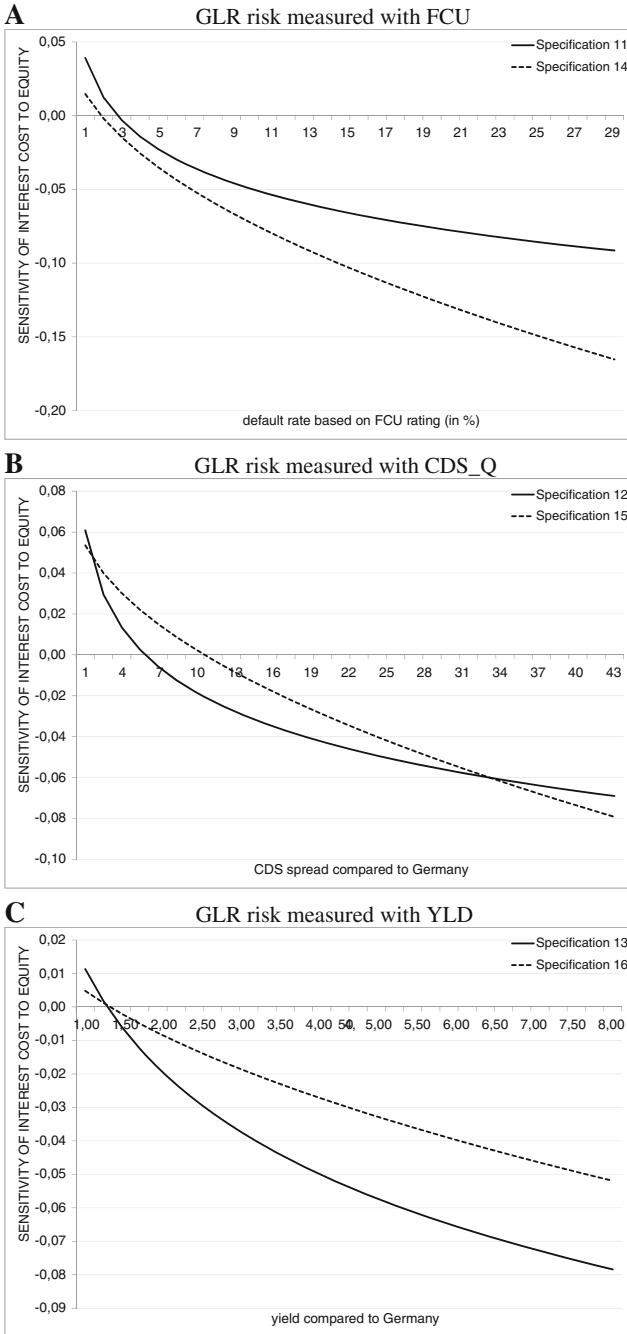 A GLR risk measured with FCU
Specification 11
Specification 14
SENSITIVITY OF INTEREST COST TO EQUITY
0,05
0,00
-0,05
-0,10
-0,15
-0,20
1 3 5 7 9 11 13 15 17 19 21 23 25 27 29
default rate based on FCU rating (in %)
B GLR risk measured with CDS_Q
Specification 12
Specification 15
SENSITIVITY OF INTEREST COST TO EQUITY
0,08
0,06
0,04
0,02
0,00
-0,02
-0,04
-0,06
-0,08
-0,10
1 4 7 10 13 16 19 22 25 28 31 34 37 40 43
CDS spread compared to Germany
C GLR risk measured with YLD
Specification 13
Specification 16
SENSITIVITY OF INTEREST COST TO EQUITY
0,02
0,01
0,00
-0,01
-0,02
-0,03
-0,04
-0,05
-0,06
-0,07
-0,08
-0,09
1,00 1,50 2,00 2,50 3,00 3,50 4,00 5,00 5,50 6,00 6,50 7,00 7,50 8,00
yield compared to Germany